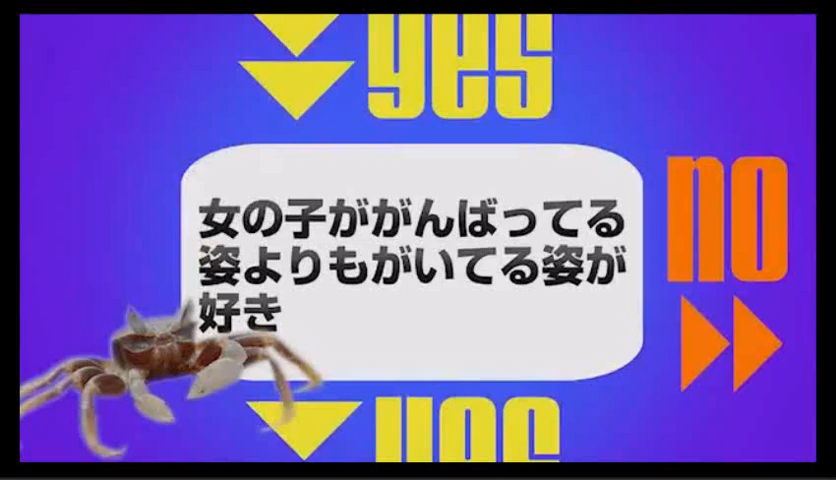 yes
女の子ががんばってる
姿よりもがいてる姿が
好き
no
yes